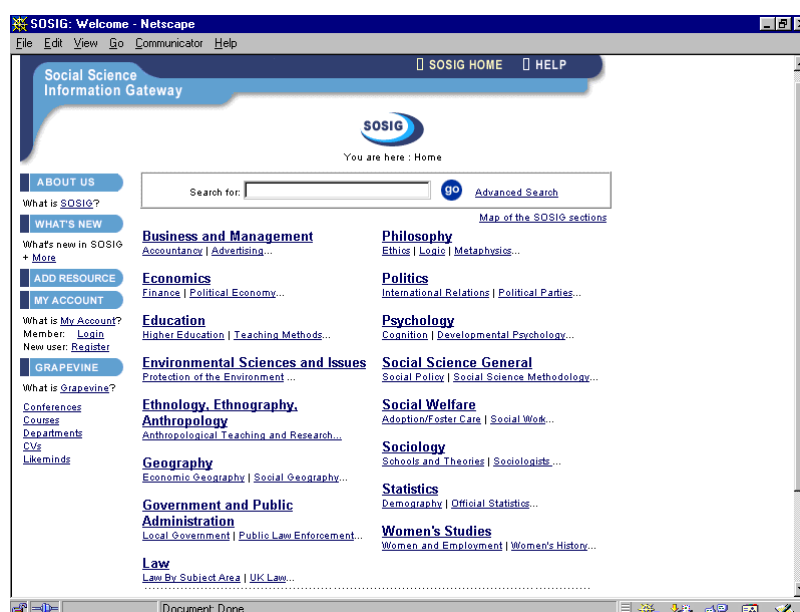 SOSIG: Welcome - Netscape
File Edit View Go Communicator Help
SOSIG HOME HELP
Social Science
Information Gateway
SOSIG
You are here : Home
ABOUT US
What is SOSIG?
WHAT'S NEW
What's new in SOSIG
+ More
ADD RESOURCE
MY ACCOUNT
What is My Account?
Member: Login
New user: Register
GRAPEVINE
What is Grapevine?
Conferences
Courses
Departments
CVs
Likeminds
Search for: go Advanced Search
Map of the SOSIG sections
Business and Management
Accountancy | Advertising...
Economics
Finance | Political Economy...
Education
Higher Education | Teaching Methods...
Environmental Sciences and Issues
Protection of the Environment ...
Ethnology, Ethnography,
Anthropology
Anthropological Teaching and Research...
Geography
Economic Geography | Social Geography...
Government and Public
Administration
Local Government | Public Law Enforcement...
Law
Law By Subject Area | UK Law...
Philosophy
Ethics | Logic | Metaphysics...
Politics
International Relations | Political Parties...
Psychology
Cognition | Developmental Psychology...
Social Science General
Social Policy | Social Science Methodology...
Social Welfare
Adoption/Foster Care | Social Work...
Sociology
Schools and Theories | Sociologists ...
Statistics
Demography | Official Statistics...
Women's Studies
Women and Employment | Women's History...
Document: Done